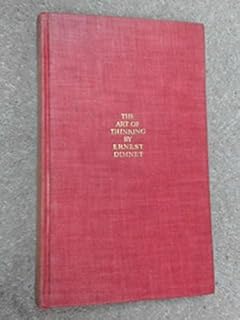 THE
ART OF
THINKING
BY
ERNEST
DIMNET